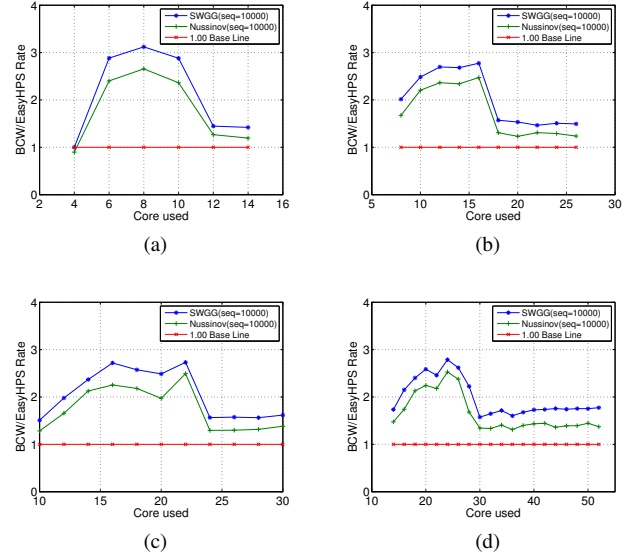 4
3
2
1
0
BCW/EasyHPS Rate
SWGG(seq=10000)
Nussinov(seq=10000)
1.00 Base Line
2 4 6 8 10 12 14 16
Core used
(a)
4
3
2
1
0
BCW/EasyHPS Rate
SWGG(seq=10000)
Nussinov(seq=10000)
1.00 Base Line
5 10 15 20 25 30
Core used
(b)
4
3
2
1
0
BCW/EasyHPS Rate
SWGG(seq=10000)
Nussinov(seq=10000)
1.00 Base Line
10 15 20 25 30
Core used
(c)
4
3
2
1
0
BCW/EasyHPS Rate
SWGG(seq=10000)
Nussinov(seq=10000)
1.00 Base Line
10 20 30 40 50
Core used
(d)